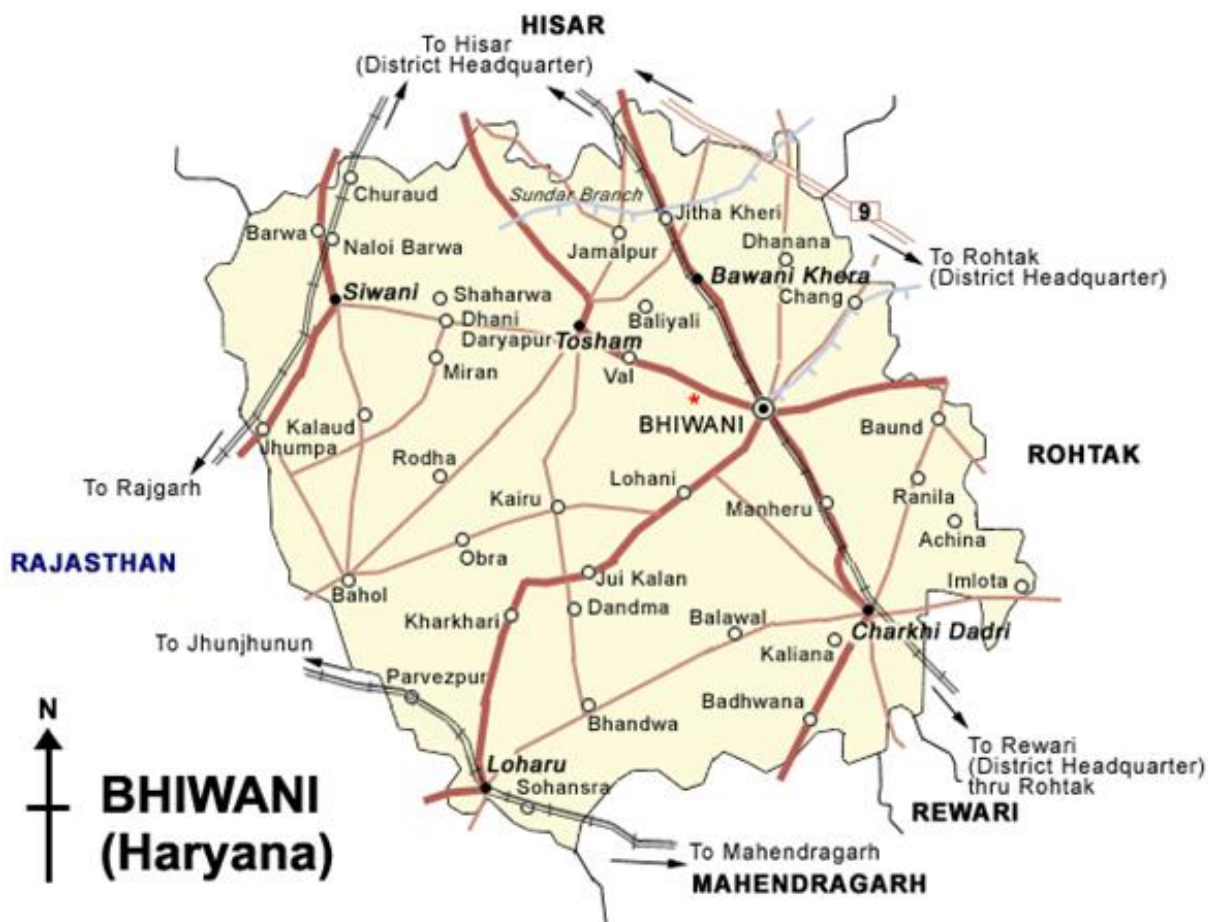 HISAR
To Hisar
(District Headquarter)
Churaud
Sundar Branch
Jitha Kheri
9
Barwa
Naloi Barwa
Jamalpur
Dhanana
To Rohtak
(District Headquarter)
Bawani Khera
Siwani
Shaharwa
Chang
Dhani
Daryapur
Tosham
Baliyali
Miran
Val
*
BHIWANI
Kalaud
Jhumpa
Baund
ROHTAK
Rodha
Lohani
To Rajgarh
Kairu
Manheru
Ranila
Achina
RAJASTHAN
Obra
Bahol
Jui Kalan
Imlota
Kharkhari
Dandma
Balawal
Charkhi Dadri
To Jhunjhunun
Kaliana
Parvezpur
Badhwana
Bhandwa
N
To Rewari
(District Headquarter)
thru Rohtak
Loharu
Sohansra
REWARI
BHIWANI
(Haryana)
To Mahendragarh
MAHENDRAGARH